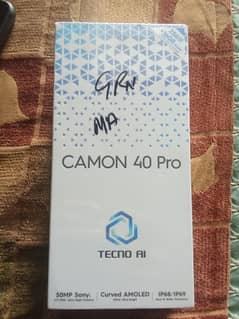 GRN
MA
CAMON 40 Pro
TECNO AI
50MP Sony.
Curved AMOLED
IP68/IP69